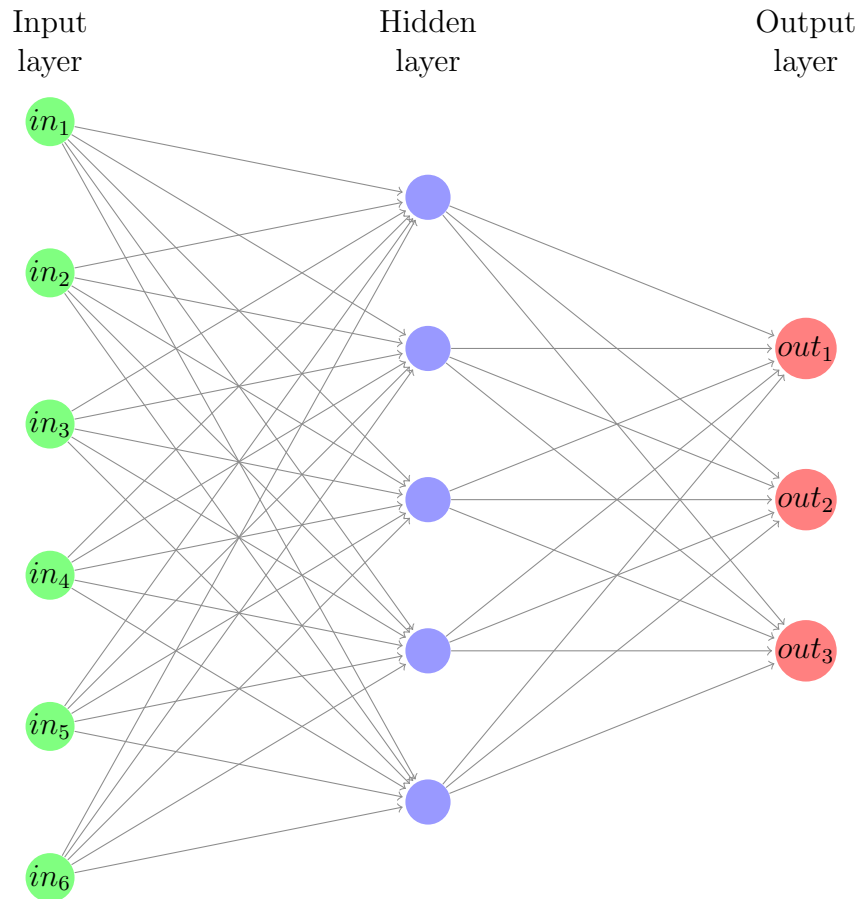 Input
layer
Hidden
layer
Output
layer
in₁
in₂
in₃
in₄
in₅
in₆
out₁
out₂
out₃